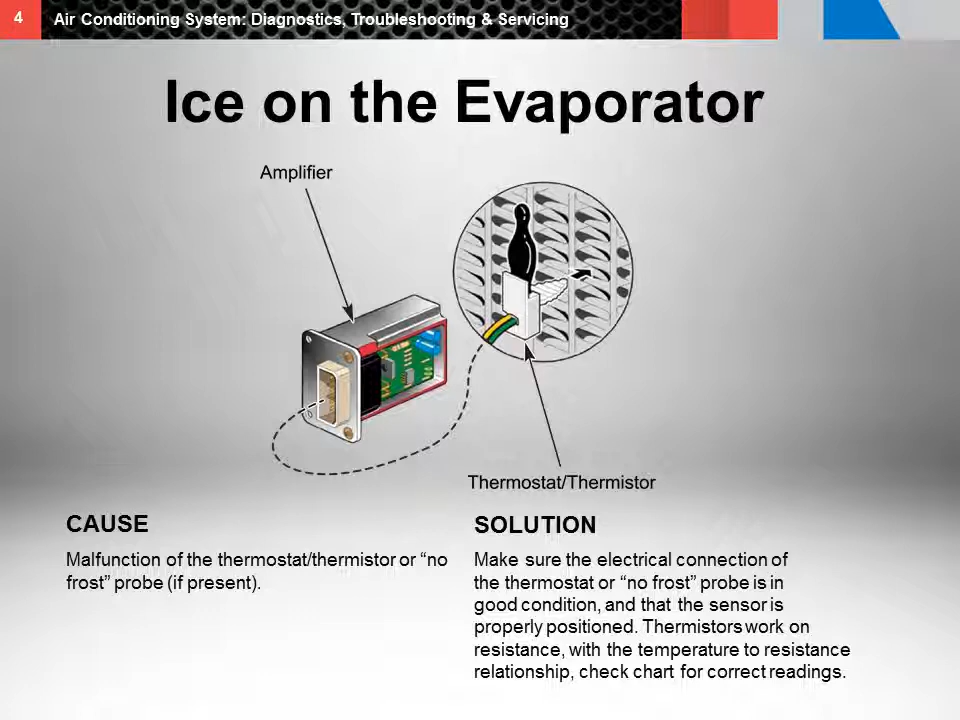 4
Air Conditioning System: Diagnostics, Troubleshooting & Servicing
Ice on the Evaporator
Amplifier
Thermostat/Thermistor
CAUSE
Malfunction of the thermostat/thermistor or “no
frost” probe (if present).
SOLUTION
Make sure the electrical connection of
the thermostat or “no frost” probe is in
good condition, and that the sensor is
properly positioned. Thermistors work on
resistance, with the temperature to resistance
relationship, check chart for correct readings.